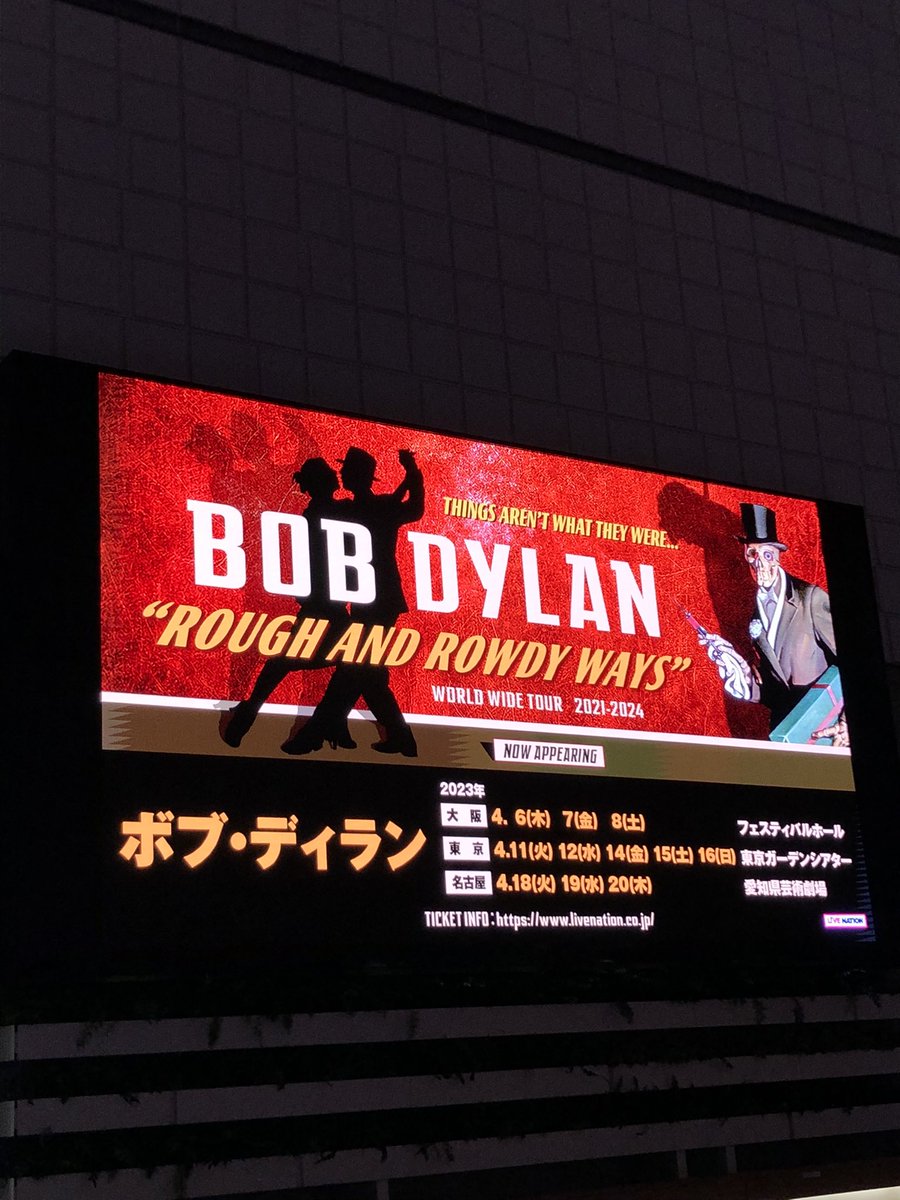 THINGS AREN'T WHAT THEY WERE...
BOB DYLAN
"ROUGH AND ROWDY WAYS"
WORLD WIDE TOUR 2021-2024
NOW APPEARING
ボブ・ディラン
2023年
大阪 4. 6(木) 7(金) 8(土) フェスティバルホール
東京 4.11(火) 12(水) 14(金) 15(土) 16(日) 東京ガーデンシアター
名古屋 4.18(火) 19(水) 20(木) 愛知県芸術劇場
TICKET INFO：https://www.livenation.co.jp/
LIVE NATION